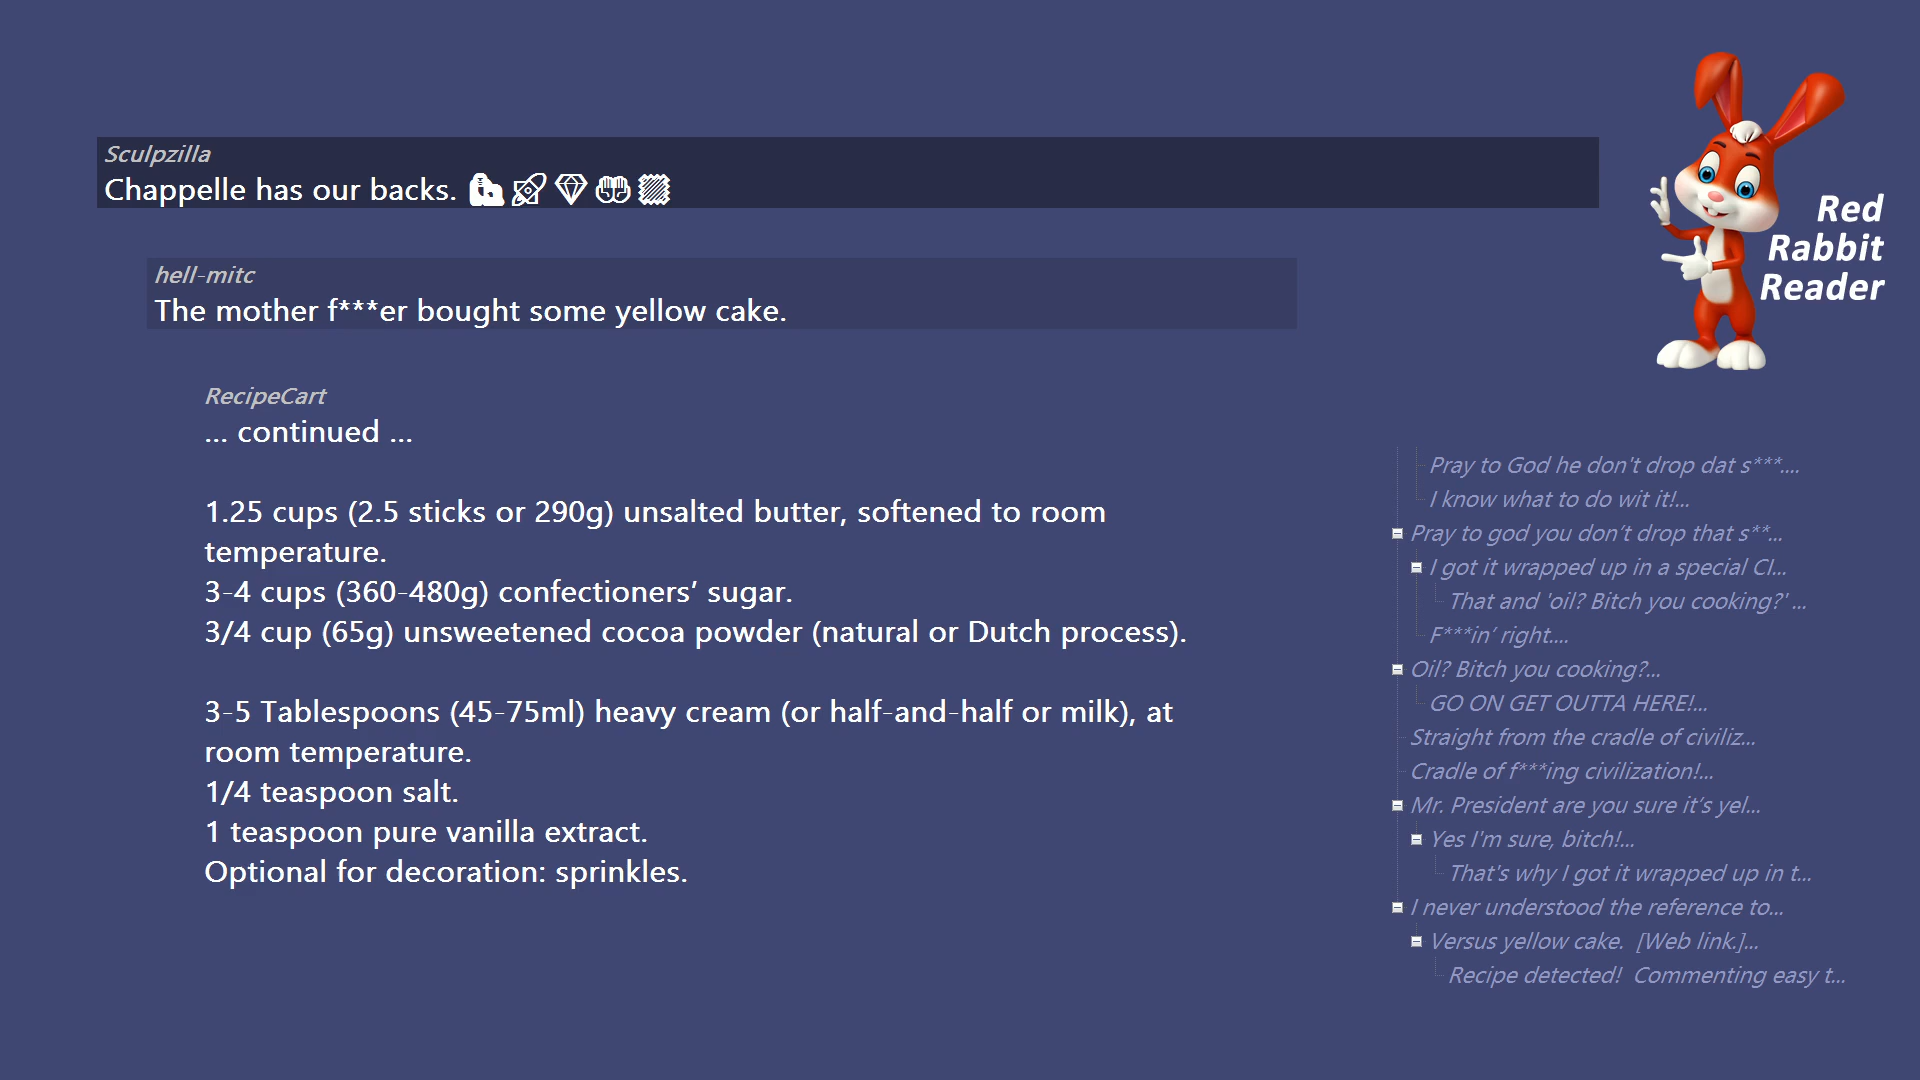 Sculpzilla
Chappelle has our backs.
hell-mitc
The mother f***er bought some yellow cake.
RecipeCart
... continued ...
1.25 cups (2.5 sticks or 290g) unsalted butter, softened to room
temperature.
3-4 cups (360-480g) confectioners’ sugar.
3/4 cup (65g) unsweetened cocoa powder (natural or Dutch process).
3-5 Tablespoons (45-75ml) heavy cream (or half-and-half or milk), at
room temperature.
1/4 teaspoon salt.
1 teaspoon pure vanilla extract.
Optional for decoration: sprinkles.
Red
Rabbit
Reader
Pray to God he don't drop dat s***....
I know what to do wit it!...
Pray to god you don’t drop that s**...
I got it wrapped up in a special CI...
That and 'oil? Bitch you cooking?' ...
F***in’ right....
Oil? Bitch you cooking?...
GO ON GET OUTTA HERE!...
Straight from the cradle of civiliz...
Cradle of f***ing civilization!...
Mr. President are you sure it’s yel...
Yes I'm sure, bitch!...
That's why I got it wrapped up in t...
I never understood the reference to...
Versus yellow cake.  [Web link.]...
Recipe detected!  Commenting easy t...